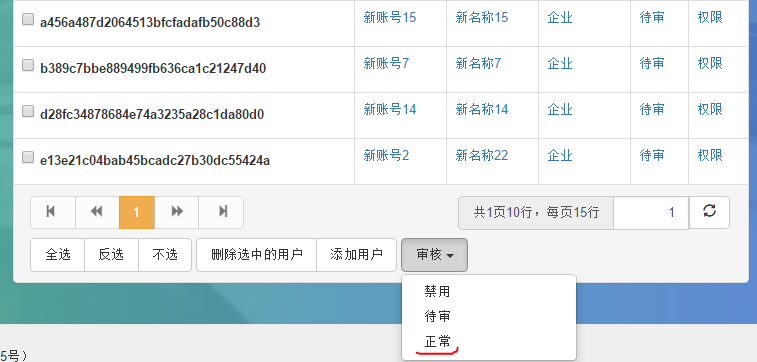 a456a487d2064513bfcfadafb50c88d3 新账号15 新名称15 企业 待审 权限
b389c7bbe889499fb636ca1c21247d40 新账号7 新名称7 企业 待审 权限
d28fc34878684e74a3235a28c1da80d0 新账号14 新名称14 企业 待审 权限
e13e21c04bab45bcadc27b30dc55424a 新账号2 新名称22 企业 待审 权限
1 共1页10行，每页15行 1
全选 反选 不选 删除选中的用户 添加用户 审核
禁用
待审
正常
5号）